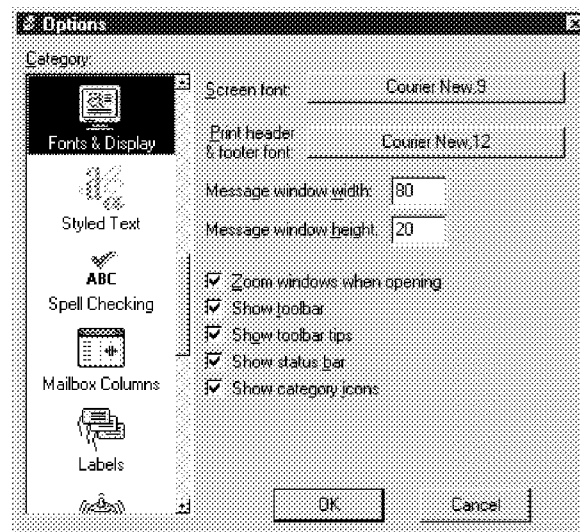 Options
Category:
Fonts & Display
Styled Text
ABC
Spell Checking
Mailbox Columns
Labels
Screen font:
Courier New,9
Print header
& footer font:
Courier New,12
Message window width:
80
Message window height:
20
Zoom windows when opening
Show toolbar
Show toolbar tips
Show status bar
Show category icons
OK
Cancel